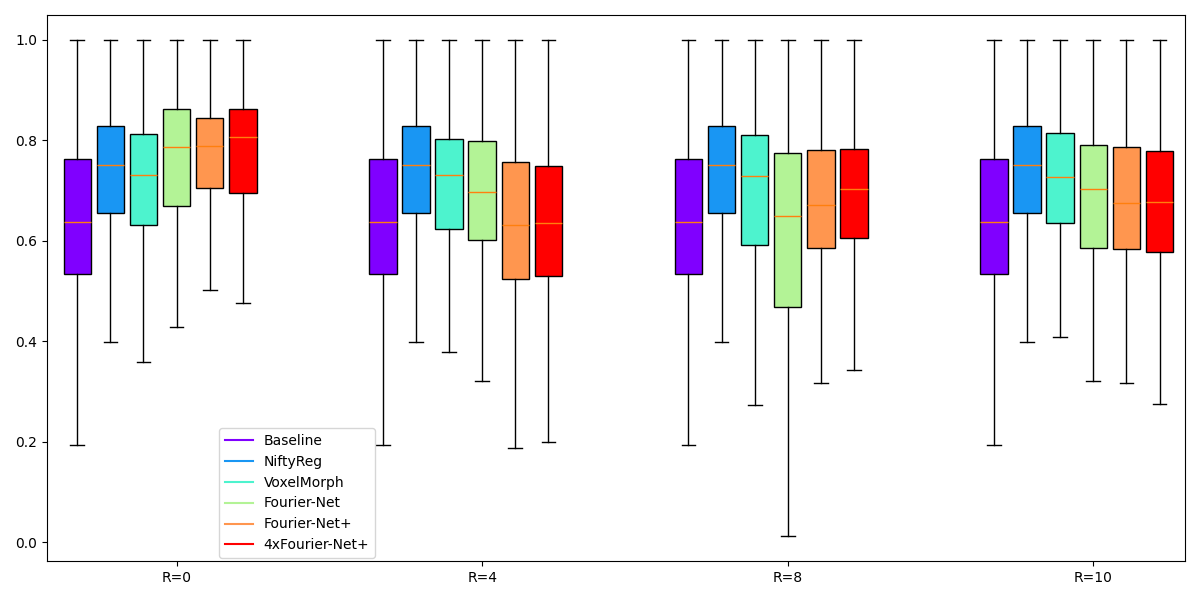 1.0
0.8
0.6
0.4
0.2
0.0
Baseline
NiftyReg
VoxelMorph
Fourier-Net
Fourier-Net+
4xFourier-Net+
R=0
R=4
R=8
R=10